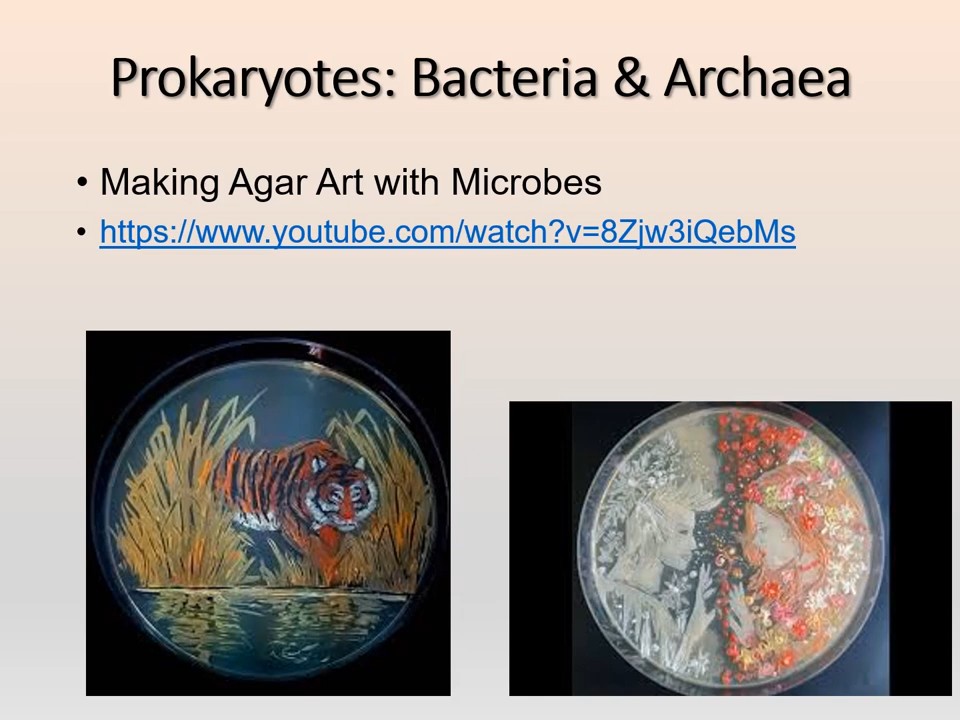 Prokaryotes: Bacteria & Archaea
• Making Agar Art with Microbes
• https://www.youtube.com/watch?v=8Zjw3iQebMs